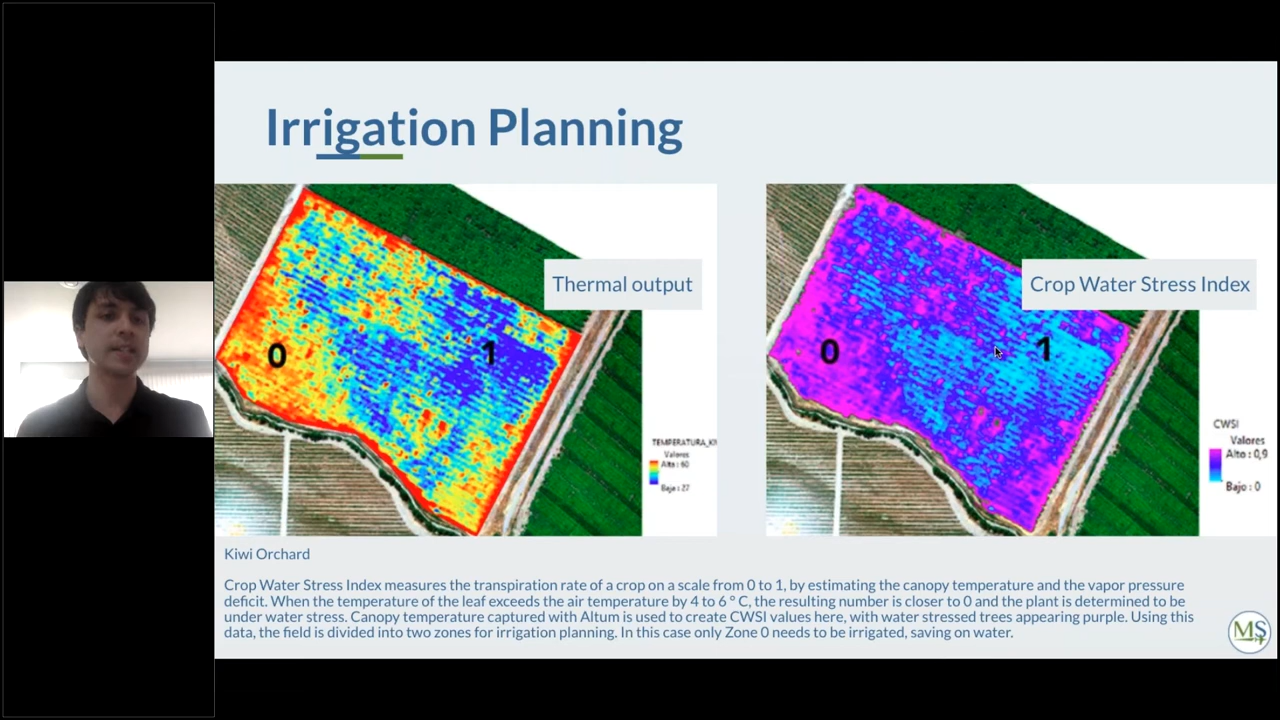 Irrigation Planning
Thermal output
0
1
TEMPERATURA_KI
Valores
Alto : 60
Bajo : 27
Crop Water Stress Index
0
1
CWSI
Valores
Alto : 0,9
Bajo : 0
Kiwi Orchard
Crop Water Stress Index measures the transpiration rate of a crop on a scale from 0 to 1, by estimating the canopy temperature and the vapor pressure
deficit. When the temperature of the leaf exceeds the air temperature by 4 to 6 ° C, the resulting number is closer to 0 and the plant is determined to be
under water stress. Canopy temperature captured with Altum is used to create CWSI values here, with water stressed trees appearing purple. Using this
data, the field is divided into two zones for irrigation planning. In this case only Zone 0 needs to be irrigated, saving on water.
MS